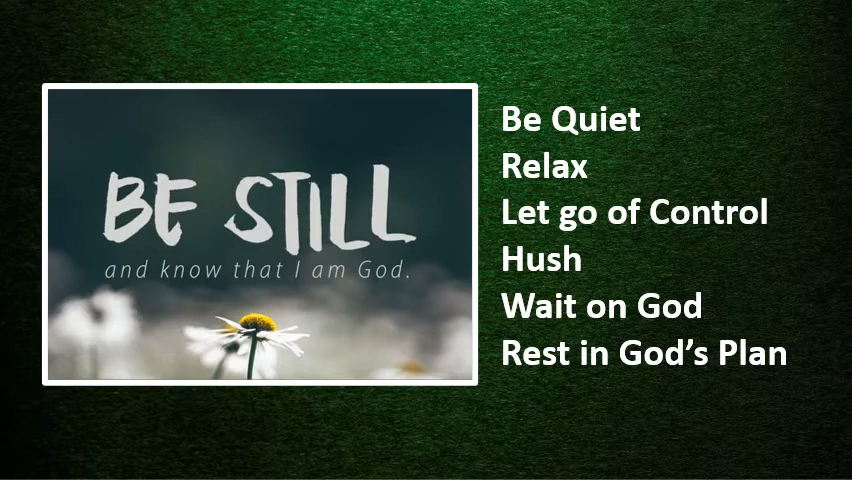 BE STILL
and know that I am God.
Be Quiet
Relax
Let go of Control
Hush
Wait on God
Rest in God’s Plan